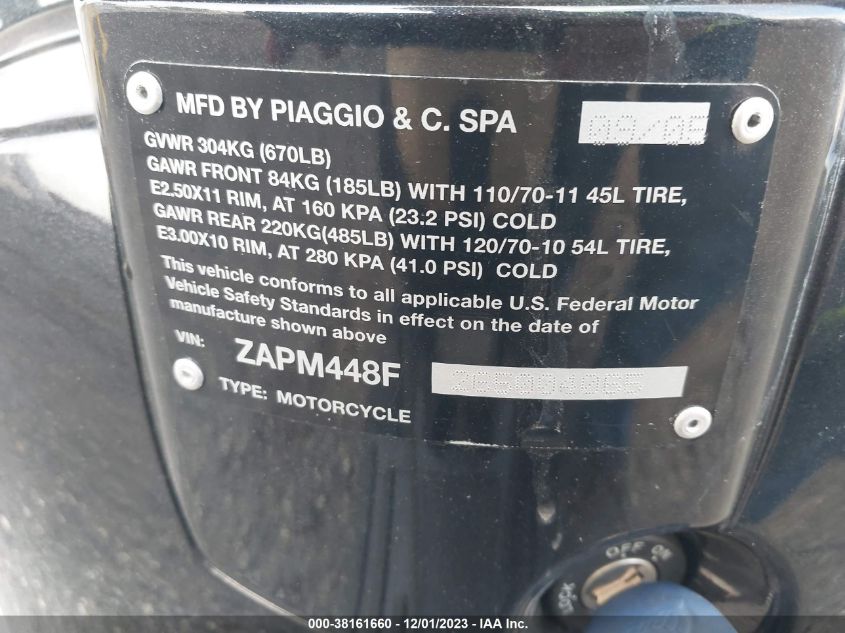 MFD BY PIAGGIO & C. SPA
09/08
GVWR 304KG (670LB)
GAWR FRONT 84KG (185LB) WITH 110/70-11 45L TIRE,
E2.50X11 RIM, AT 160 KPA (23.2 PSI) COLD
GAWR REAR 220KG(485LB) WITH 120/70-10 54L TIRE,
E3.00X10 RIM, AT 280 KPA (41.0 PSI) COLD
This vehicle conforms to all applicable U.S. Federal Motor
Vehicle Safety Standards in effect on the date of
manufacture shown above
VIN: ZAPM448F
TYPE: MOTORCYCLE
OFF ON
LOCK
000-38161660 - 12/01/2023 - IAA Inc.